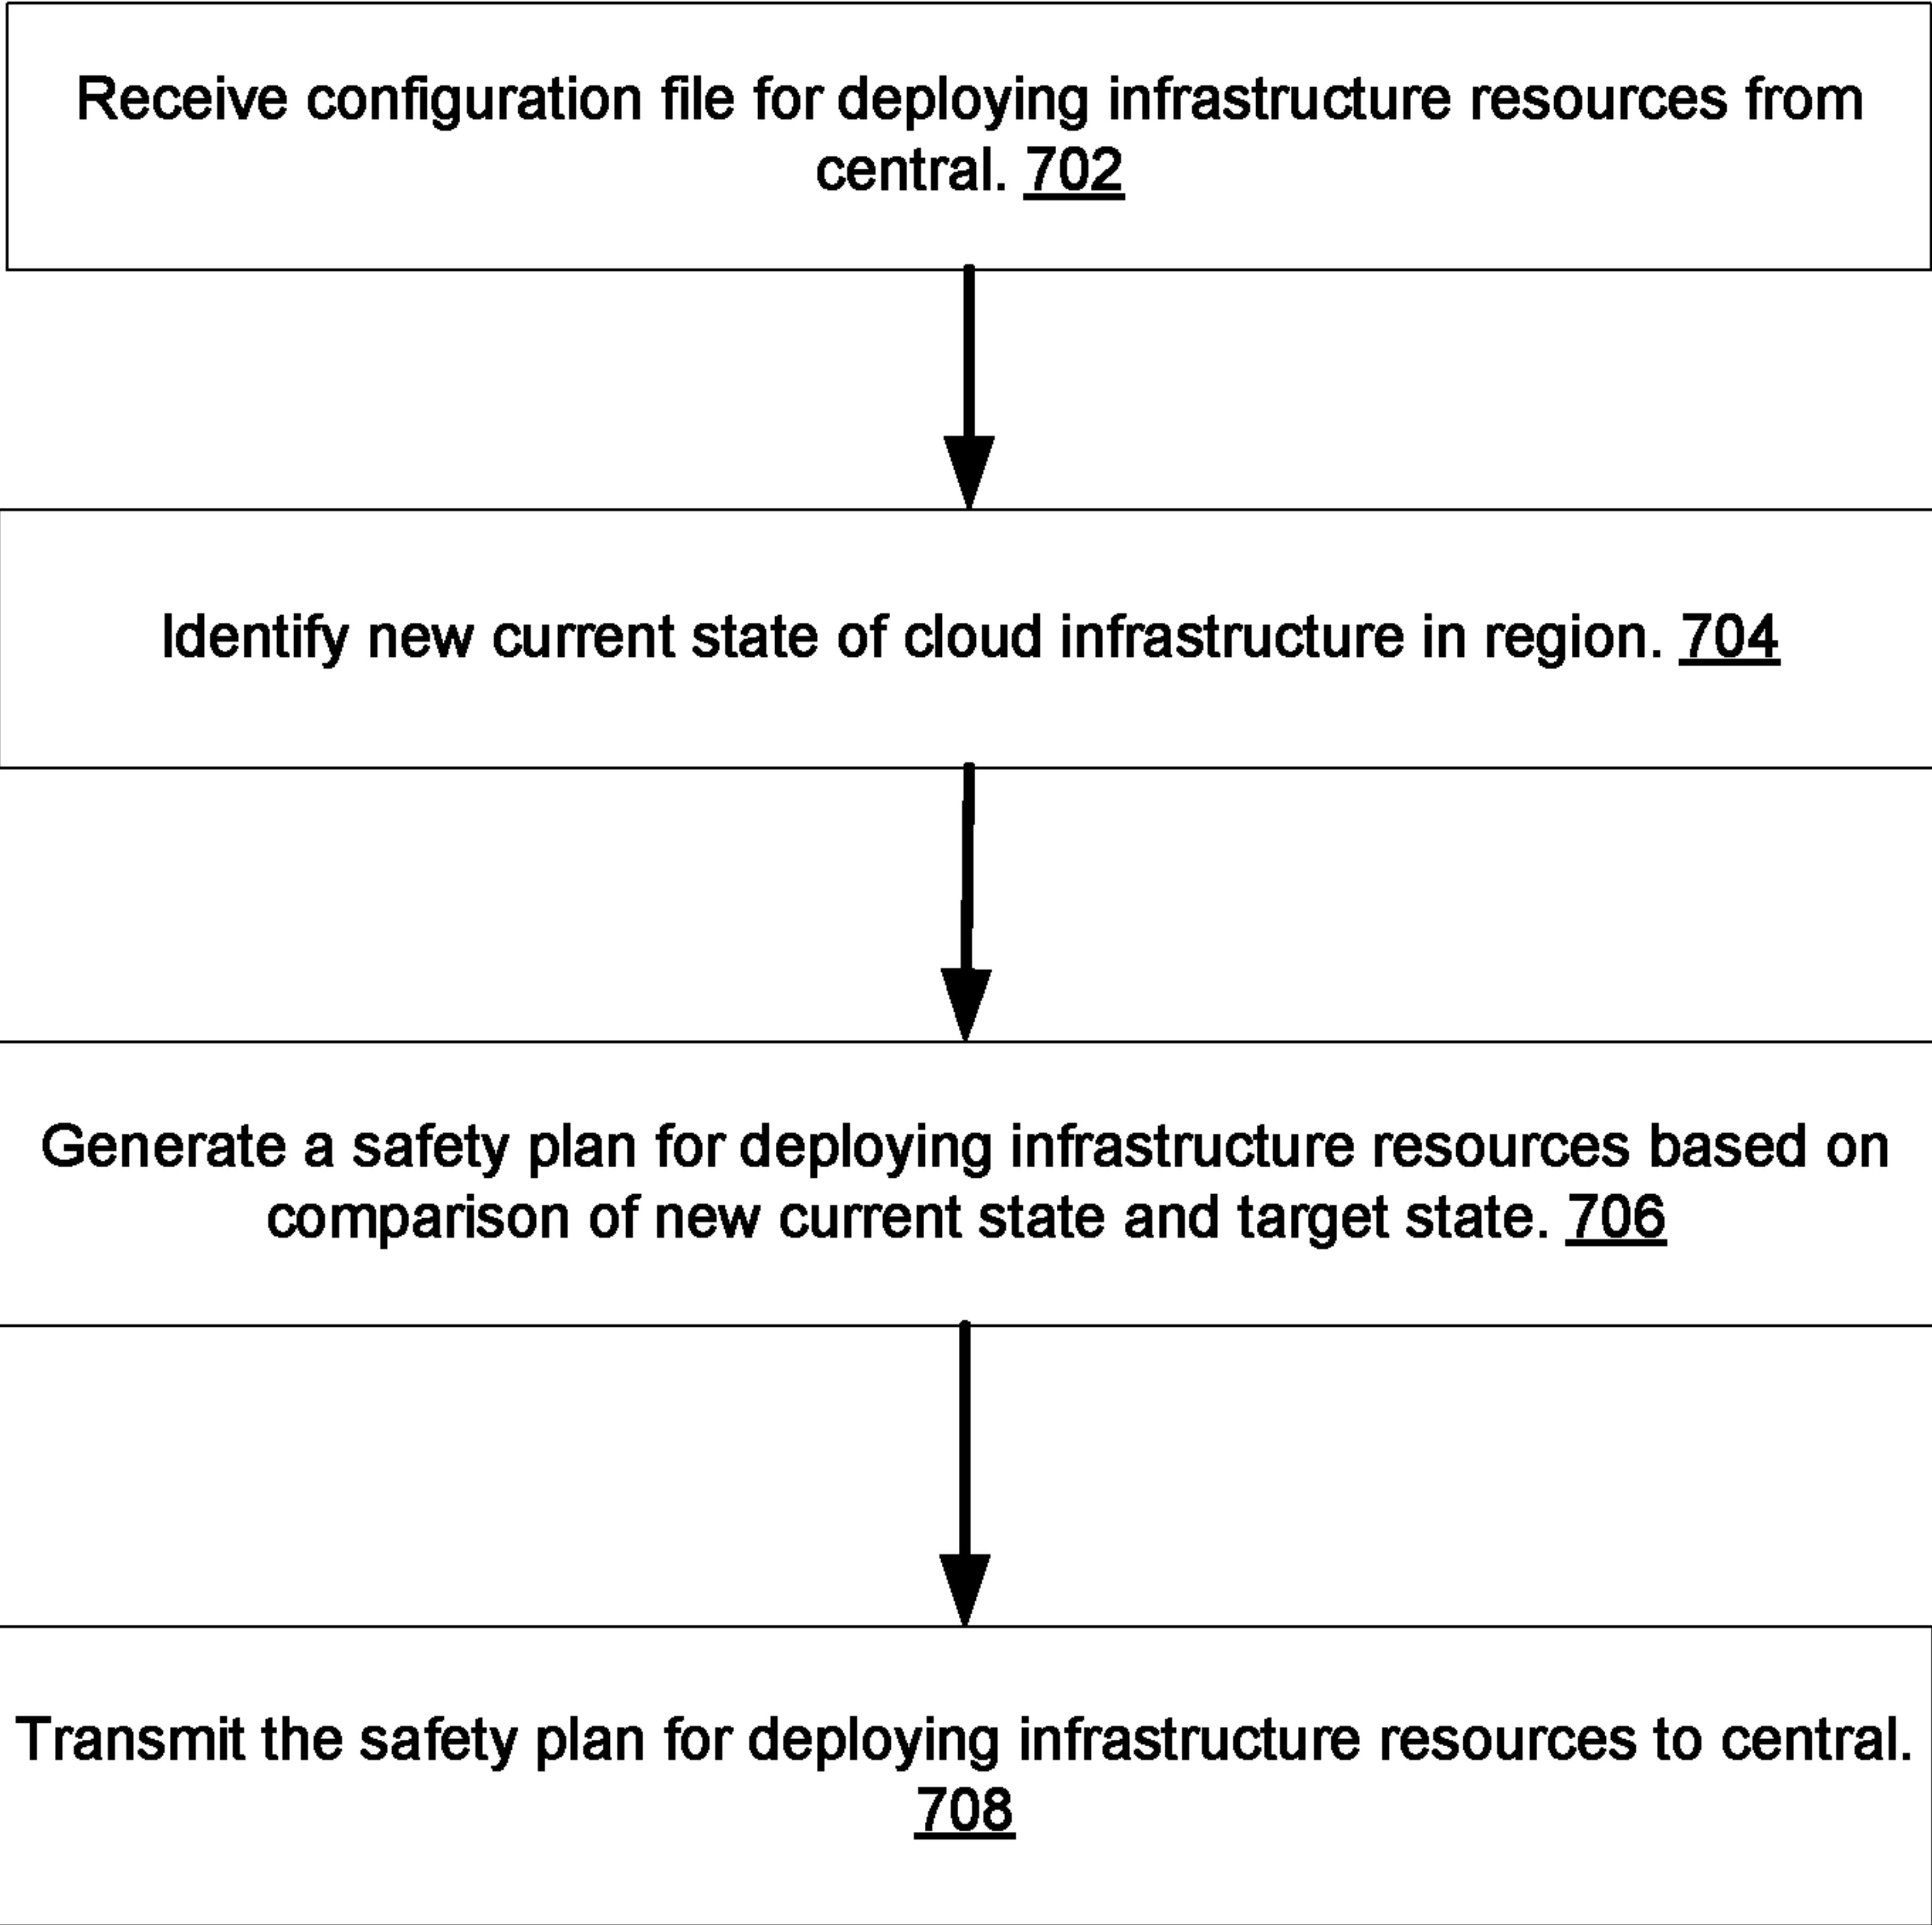 Receive configuration file for deploying infrastructure resources from
central. 702
Identify new current state of cloud infrastructure in region. 704
Generate a safety plan for deploying infrastructure resources based on
comparison of new current state and target state. 706
Transmit the safety plan for deploying infrastructure resources to central.
708